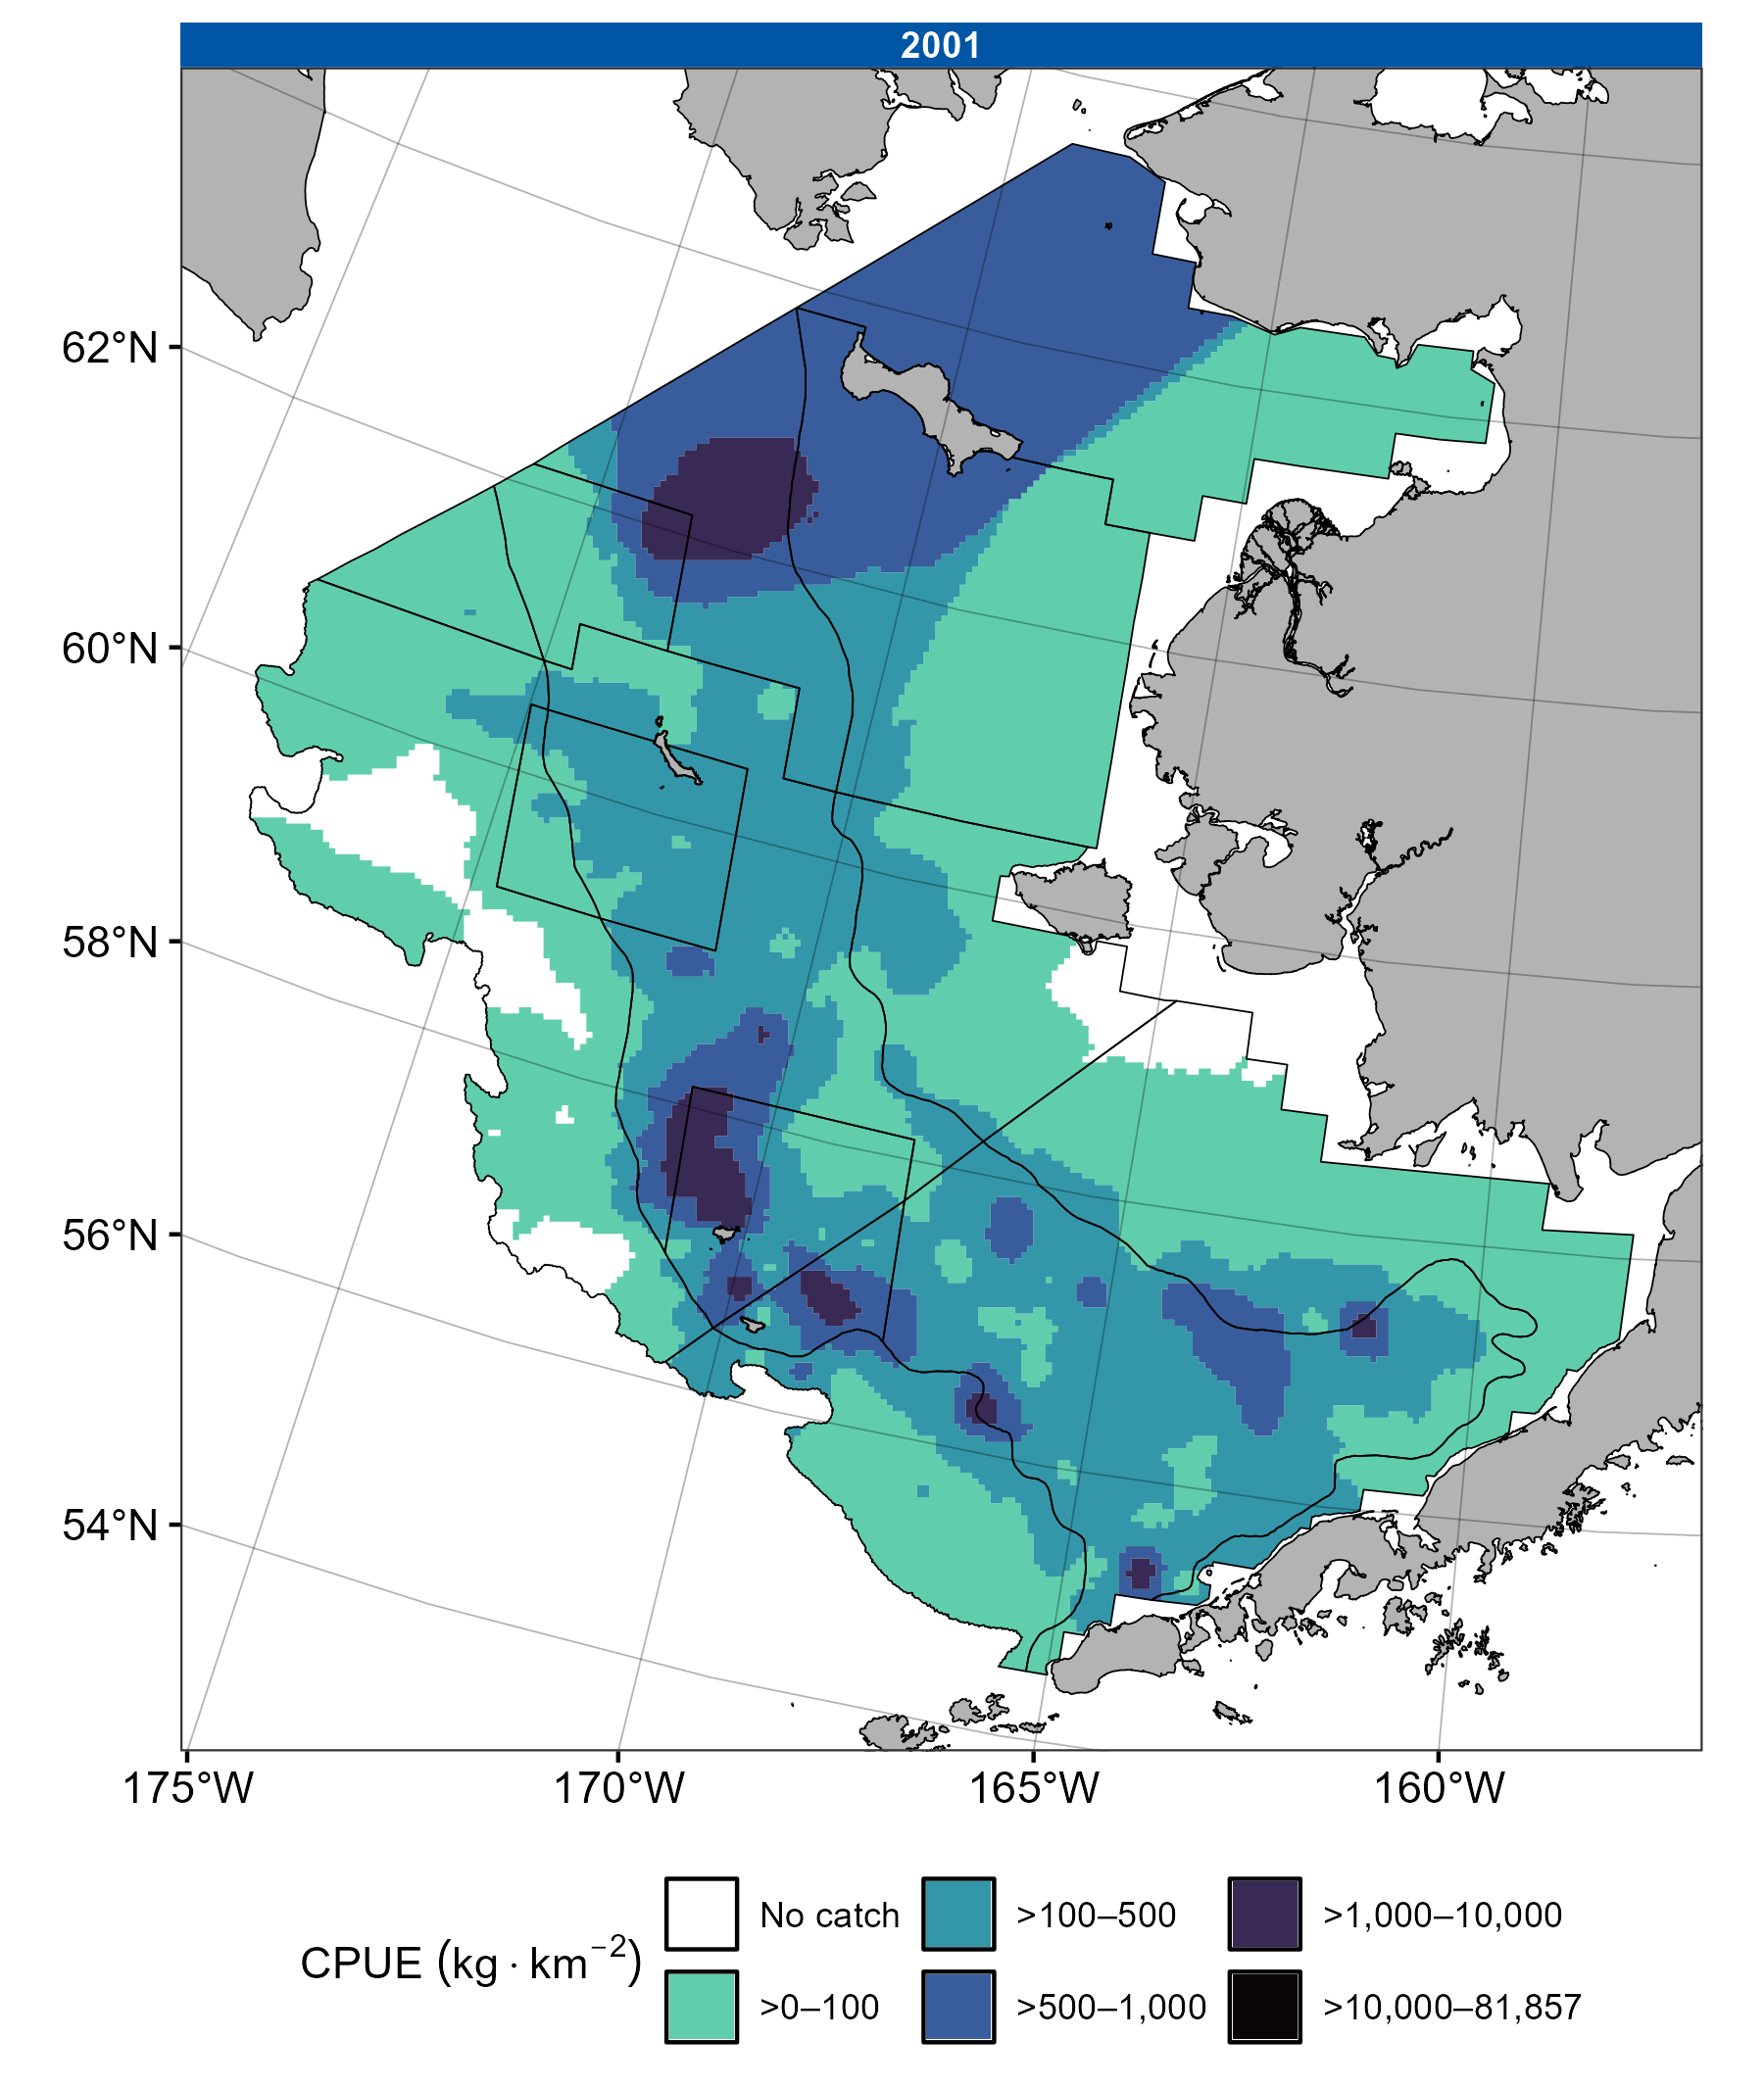 2001
62°N
60°N
58°N
56°N
54°N
175°W 170°W 165°W 160°W
CPUE (kg · km⁻²)
No catch >100–500 >1,000–10,000
>0–100 >500–1,000 >10,000–81,857